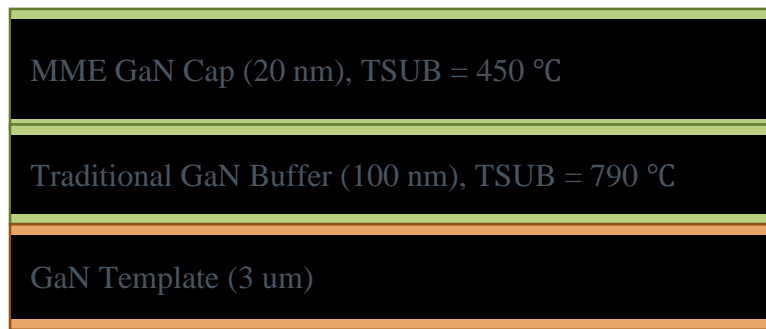 MME GaN Cap (20 nm), TSUB = 450 ℃
Traditional GaN Buffer (100 nm), TSUB = 790 ℃
GaN Template (3 um)